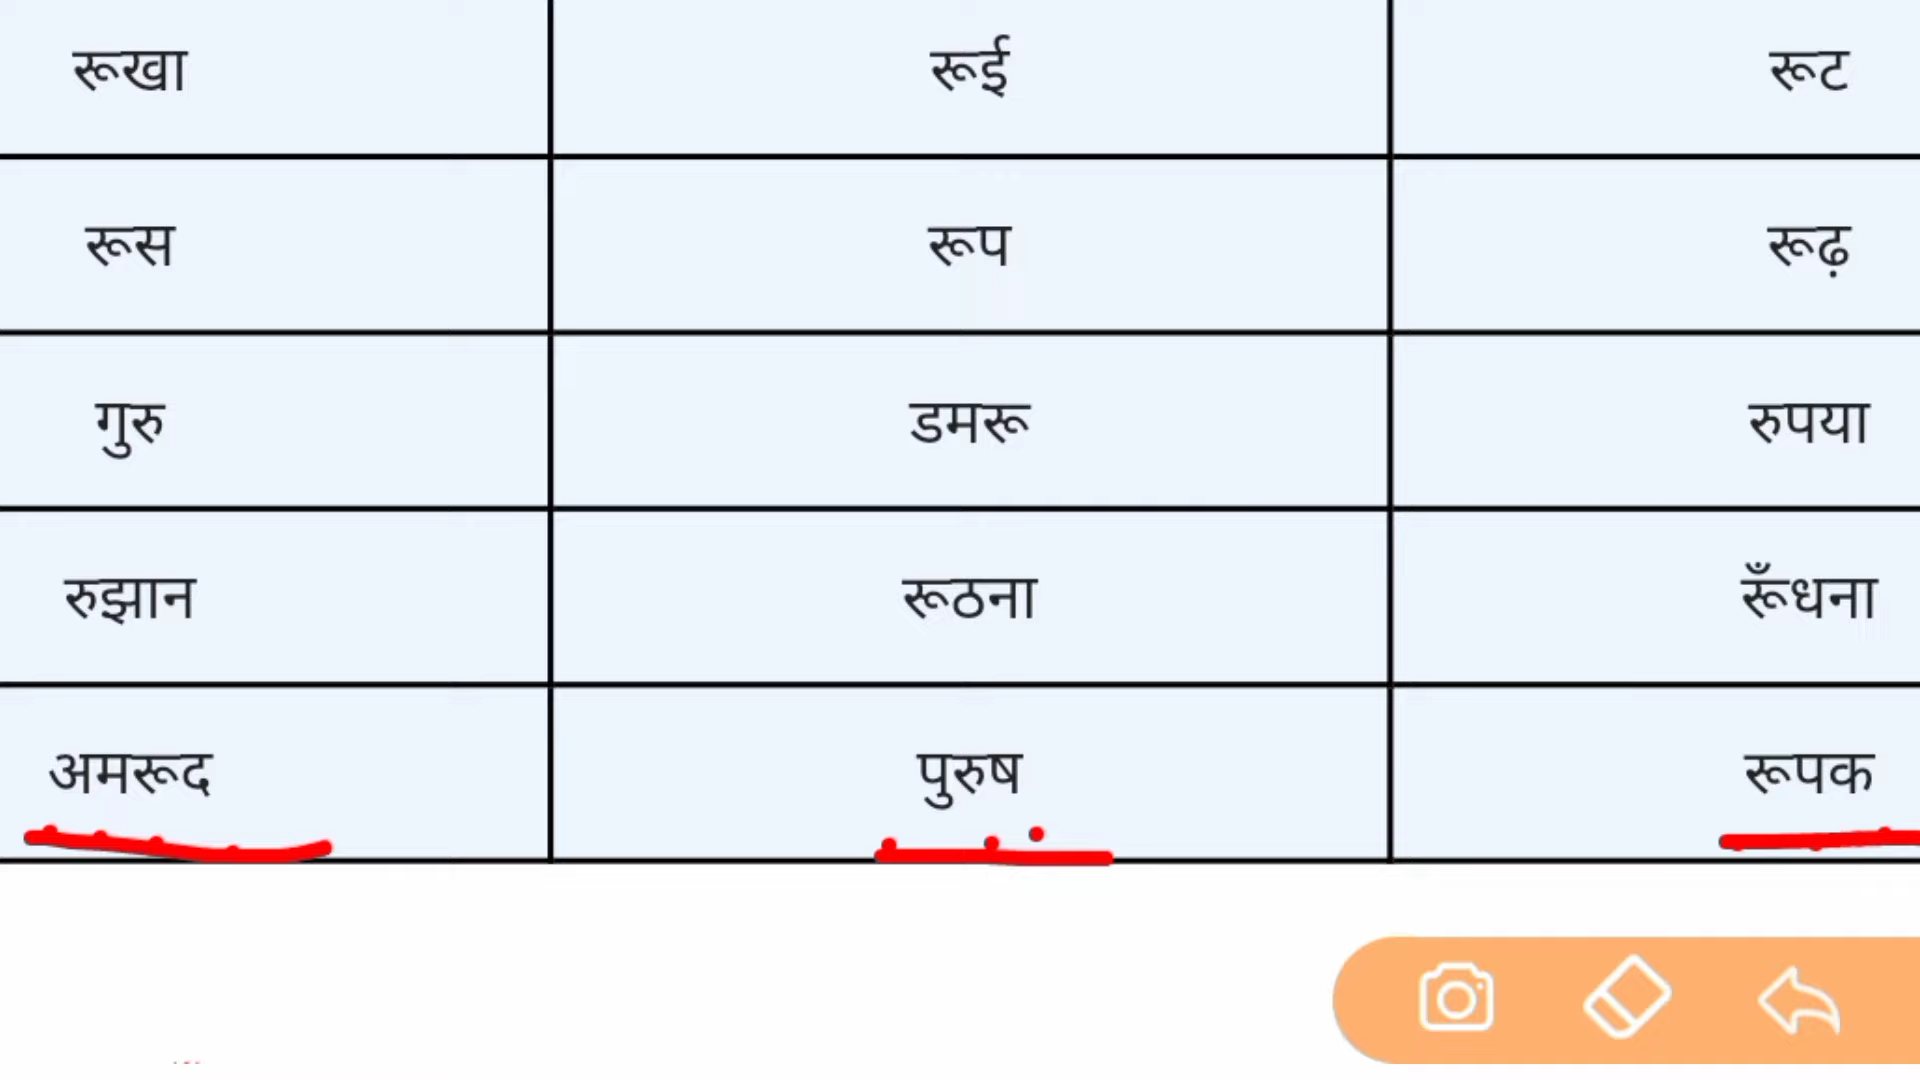 रूखा रूई रूट
रूस रूप रूढ़
गुरु डमरू रुपया
रुझान रूठना रूँधना
अमरूद पुरुष रूपक